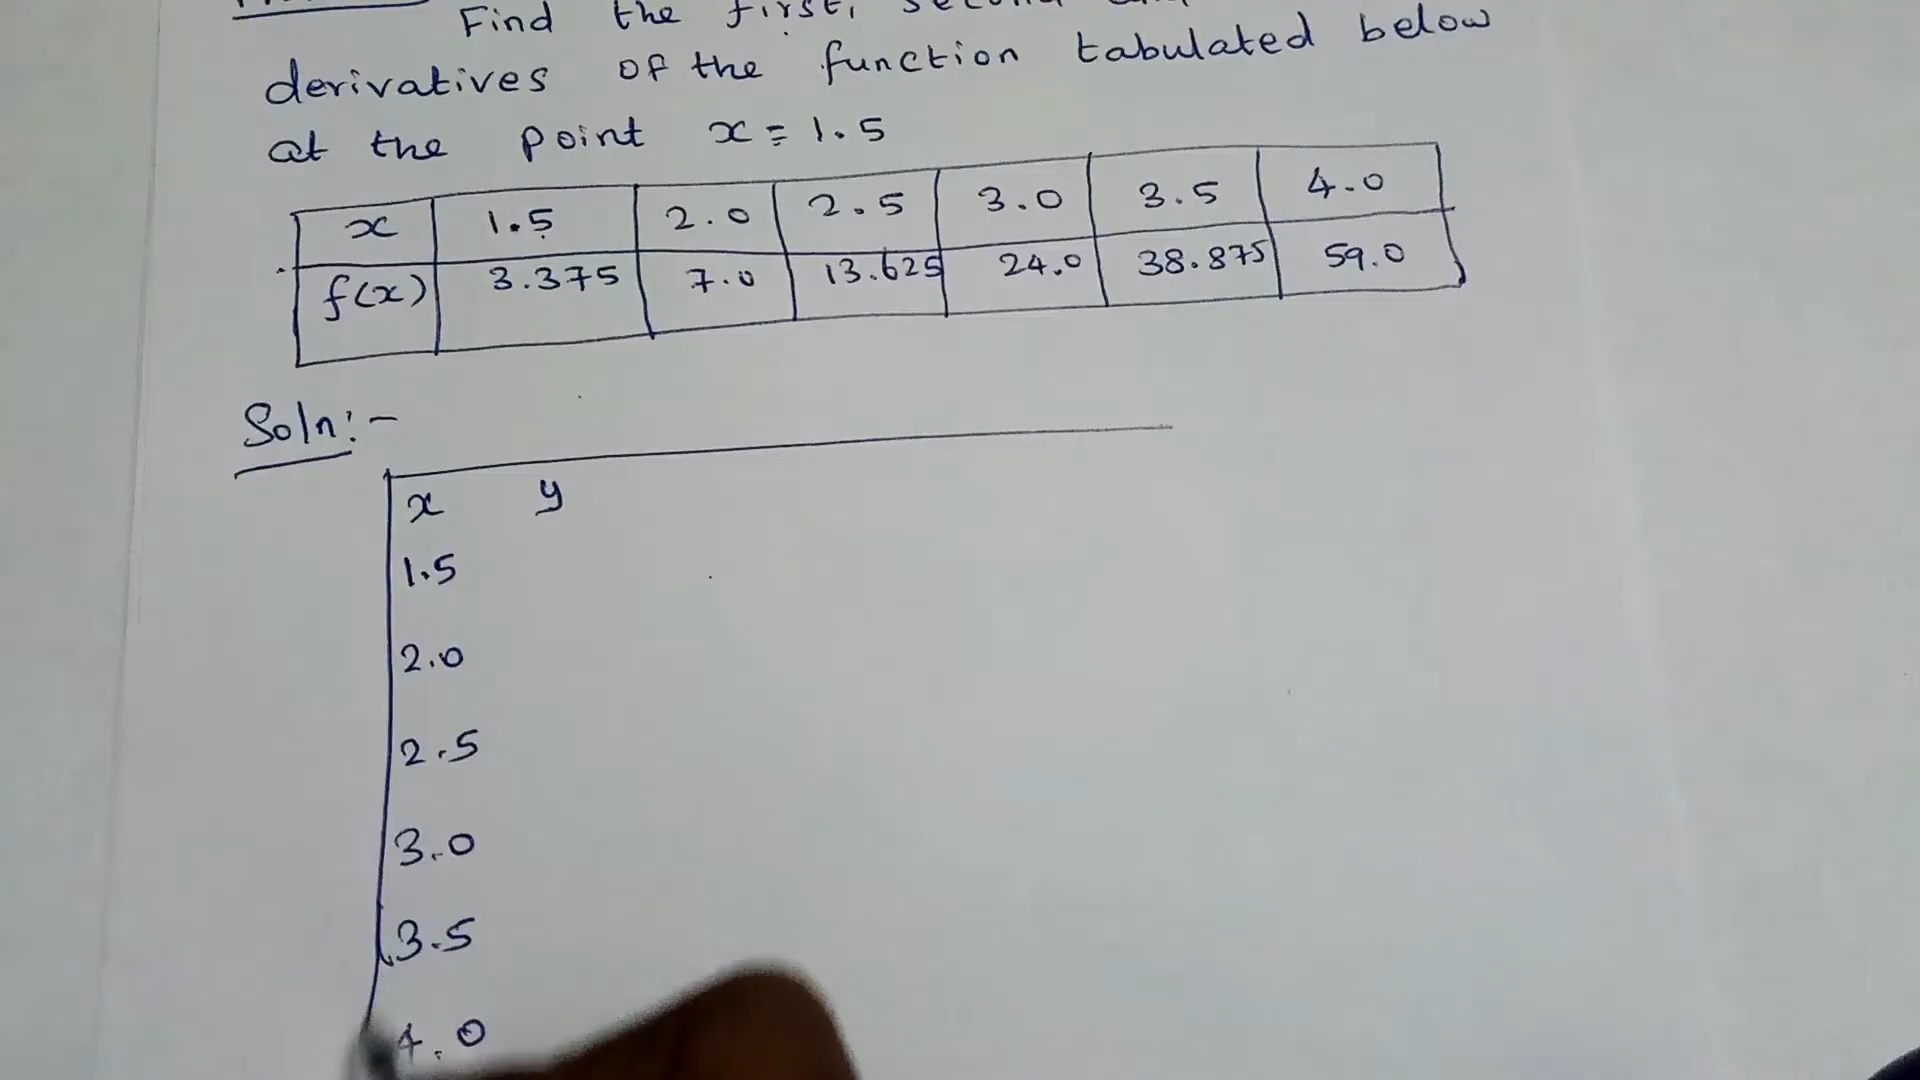 Find the first, second
derivatives of the function tabulated below
at the point x = 1.5
x 1.5 2.0 2.5 3.0 3.5 4.0
f(x) 3.375 7.0 13.625 24.0 38.875 59.0
Soln:-
x y
1.5
2.0
2.5
3.0
3.5
4.0